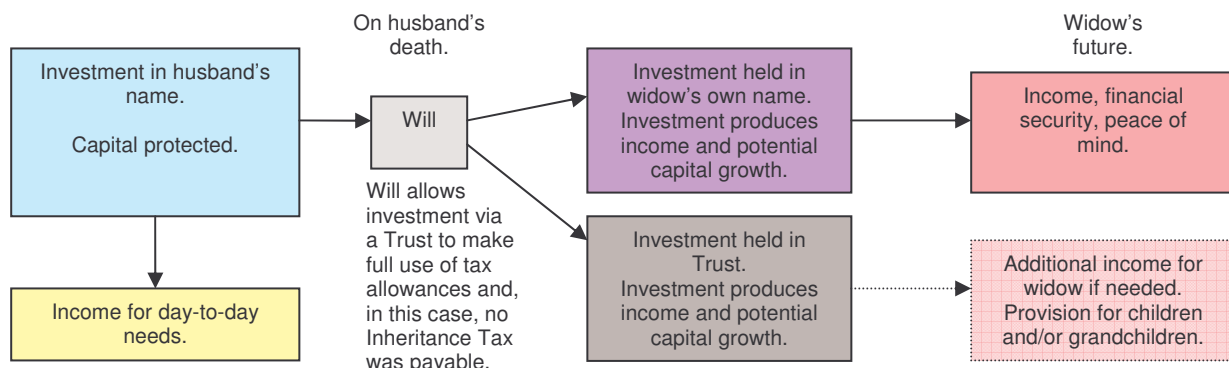 On husband's
death.
Widow's
future.
Investment in husband's
name.
Capital protected.
Will
Investment held in
widow's own name.
Investment produces
income and potential
capital growth.
Income, financial
security, peace of
mind.
Will allows
investment via
a Trust to make
full use of tax
allowances and,
in this case, no
Inheritance Tax
was payable.
Investment held in
Trust.
Investment produces
income and potential
capital growth.
Additional income for
widow if needed.
Provision for children
and/or grandchildren.
Income for day-to-day
needs.